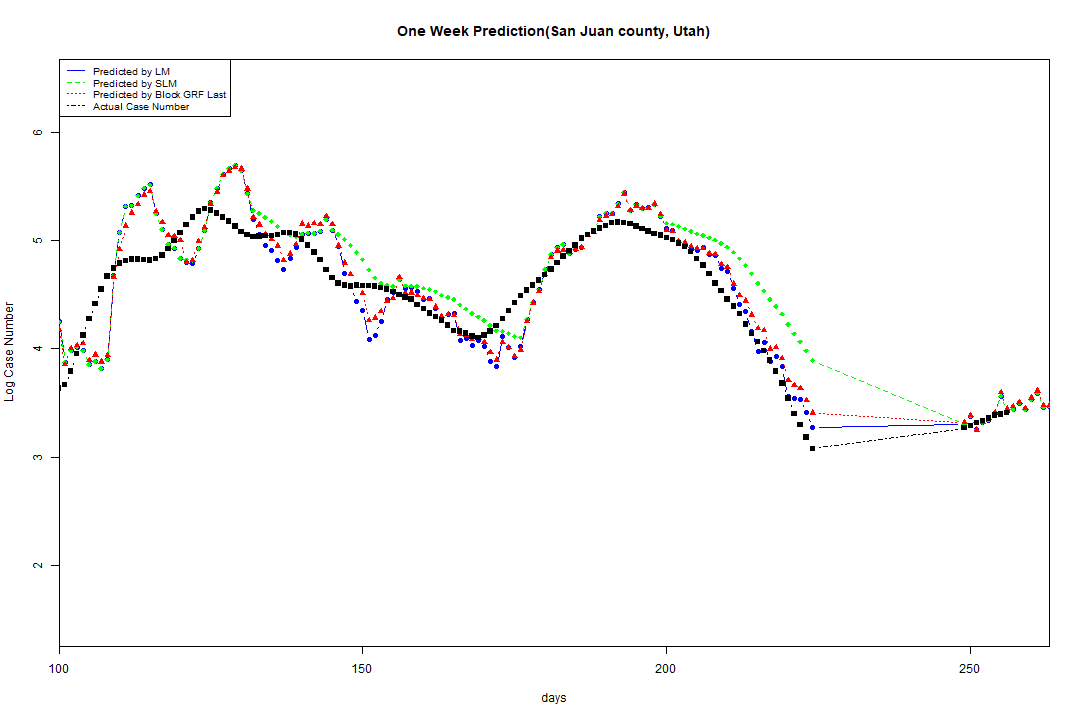 One Week Prediction(San Juan county, Utah)
Predicted by LM
Predicted by SLM
Predicted by Block GRF Last
Actual Case Number
6
5
4
3
2
Log Case Number
100 150 200 250
days